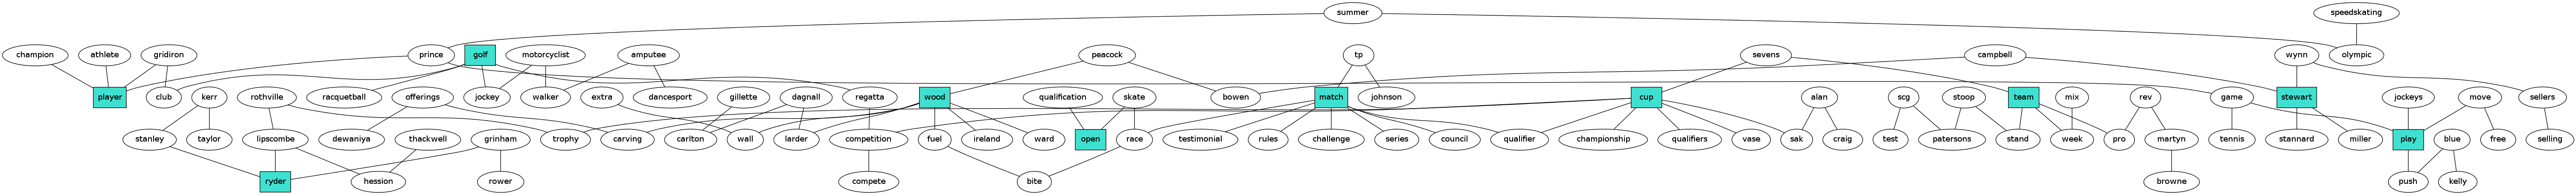 summer speedskating
champion athlete gridiron prince golf motorcyclist amputee peacock tp sevens campbell wynn olympic
player club kerr rothville racquetball offerings jockey walker extra dancesport gillette dagnall regatta wood qualification skate bowen match johnson cup alan scg stoop team mix rev game stewart jockeys move sellers
stanley taylor lipscombe dewaniya thackwell grinham trophy carving carlton wall larder competition fuel ireland ward open race testimonial rules challenge series council qualifier championship qualifiers vase sak craig test patersons stand week pro martyn tennis stannard miller play blue free selling
ryder hession rower compete bite browne push kelly